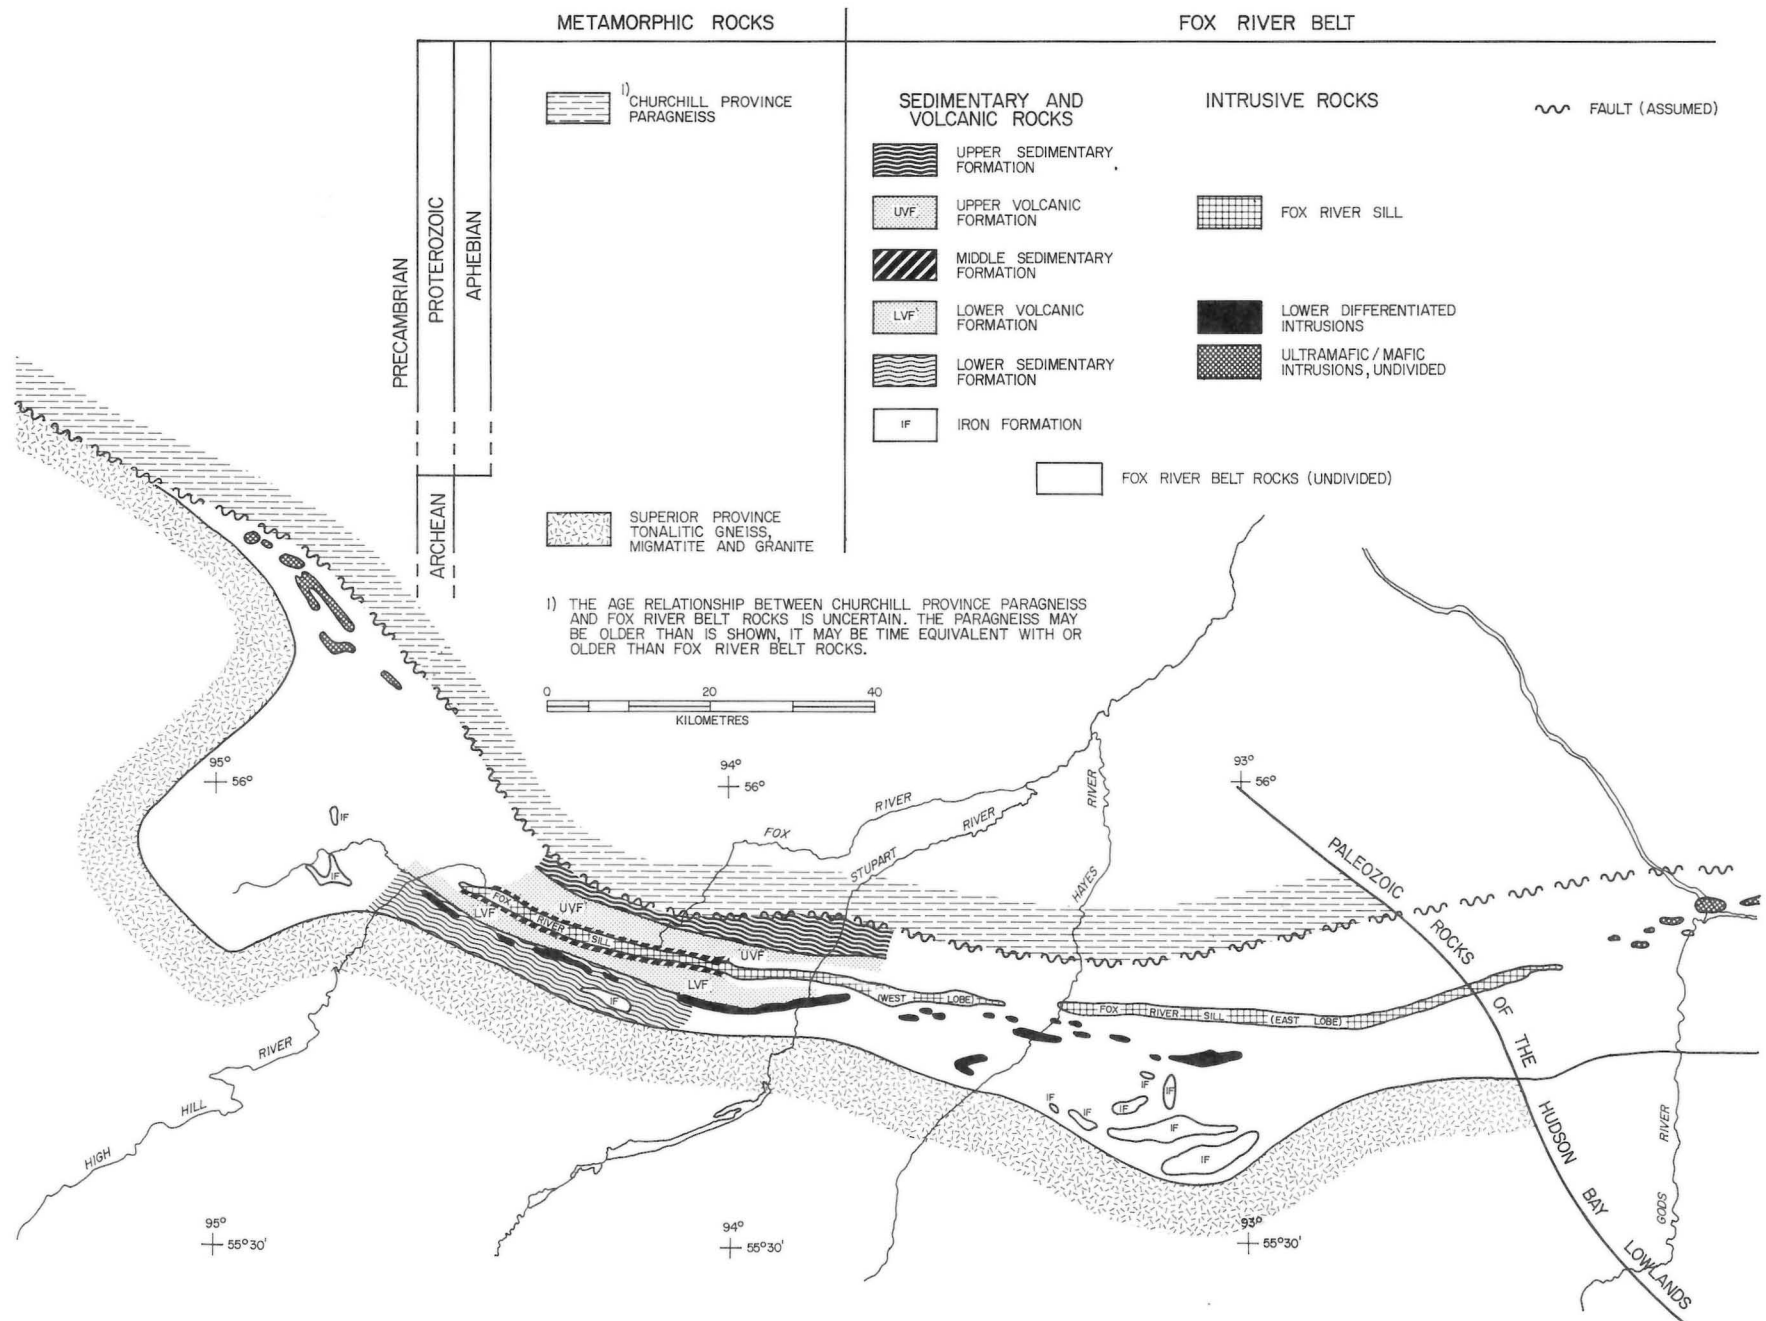 METAMORPHIC ROCKS
FOX RIVER BELT
1) CHURCHILL PROVINCE
PARAGNEISS
SEDIMENTARY AND
VOLCANIC ROCKS
INTRUSIVE ROCKS
FAULT (ASSUMED)
UPPER SEDIMENTARY
FORMATION
UVF
UPPER VOLCANIC
FORMATION
FOX RIVER SILL
MIDDLE SEDIMENTARY
FORMATION
LVF
LOWER VOLCANIC
FORMATION
LOWER DIFFERENTIATED
INTRUSIONS
ULTRAMAFIC / MAFIC
INTRUSIONS, UNDIVIDED
LOWER SEDIMENTARY
FORMATION
IF
IRON FORMATION
FOX RIVER BELT ROCKS (UNDIVIDED)
PRECAMBRIAN
PROTEROZOIC
APHEBIAN
ARCHEAN
SUPERIOR PROVINCE
TONALITIC GNEISS,
MIGMATITE AND GRANITE
1) THE AGE RELATIONSHIP BETWEEN CHURCHILL PROVINCE PARAGNEISS
AND FOX RIVER BELT ROCKS IS UNCERTAIN. THE PARAGNEISS MAY
BE OLDER THAN IS SHOWN, IT MAY BE TIME EQUIVALENT WITH OR
OLDER THAN FOX RIVER BELT ROCKS.
0 20 40
KILOMETRES
95°
56°
94°
56°
93°
56°
FOX RIVER
STUPART RIVER
HAYES RIVER
PALEOZOIC ROCKS OF THE HUDSON BAY LOWLANDS
IF
IF
UVF
LVF
FOX RIVER SILL
UVF
LVF
IF
(WEST LOBE)
FOX RIVER SILL (EAST LOBE)
IF
IF
IF
IF
IF
IF
IF
HIGH HILL RIVER
GODS RIVER
95°
55°30'
94°
55°30'
93°
55°30'